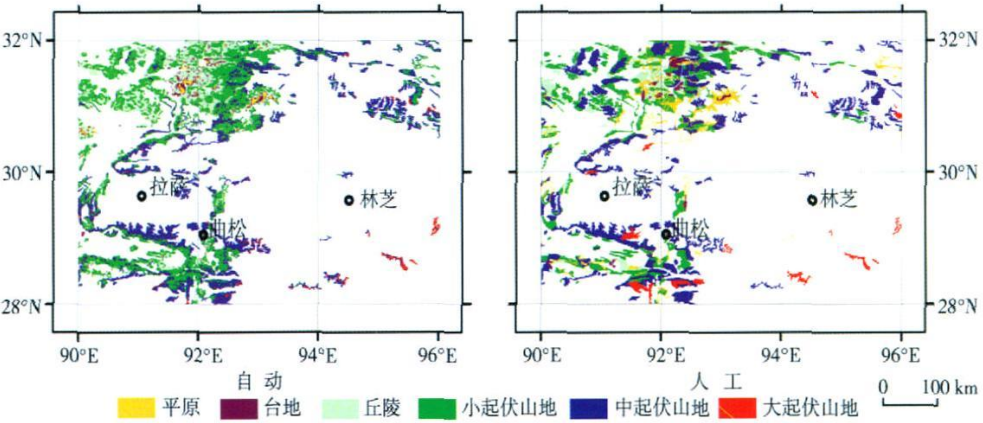 32°N
30°N
28°N
90°E 92°E 94°E 96°E
拉萨
林芝
曲松
自动
32°N
30°N
28°N
90°E 92°E 94°E 96°E
拉萨
林芝
曲松
人工
0 100 km
平原 台地 丘陵 小起伏山地 中起伏山地 大起伏山地